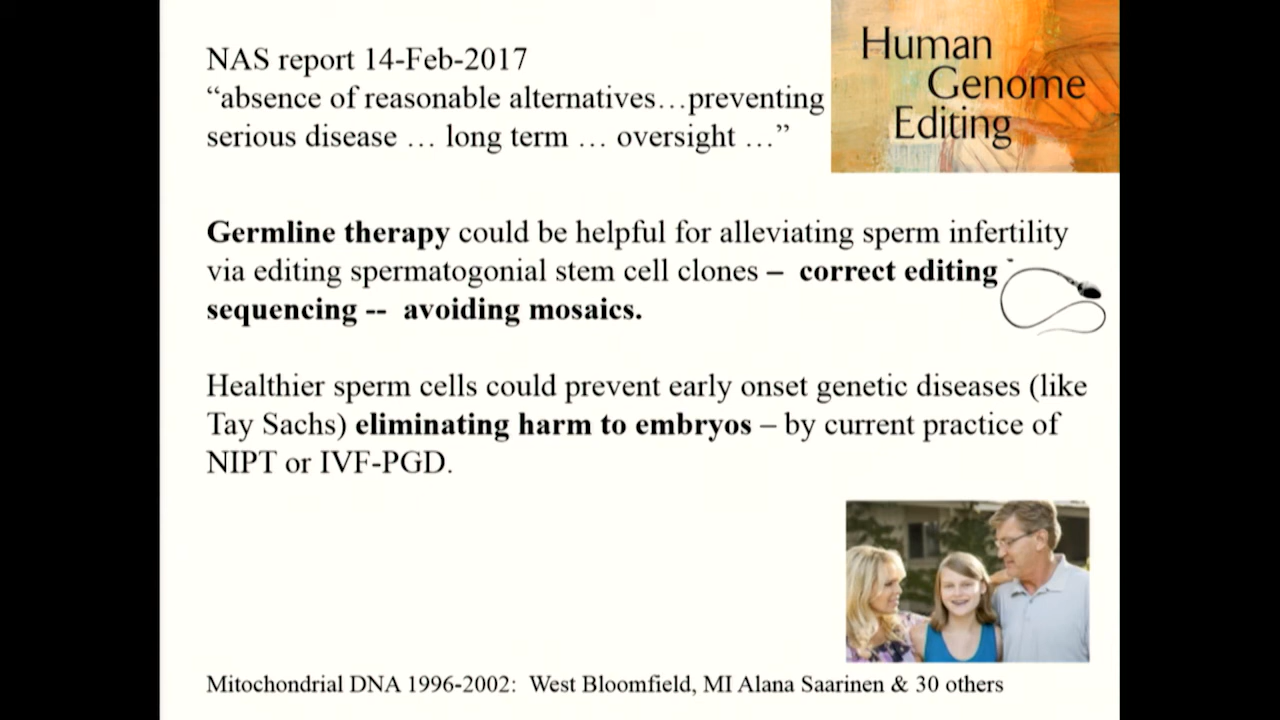 NAS report 14-Feb-2017
“absence of reasonable alternatives…preventing
serious disease … long term … oversight …”
Human
Genome
Editing
Germline therapy could be helpful for alleviating sperm infertility
via editing spermatogonial stem cell clones – correct editing -
sequencing -- avoiding mosaics.
Healthier sperm cells could prevent early onset genetic diseases (like
Tay Sachs) eliminating harm to embryos – by current practice of
NIPT or IVF-PGD.
Mitochondrial DNA 1996-2002: West Bloomfield, MI Alana Saarinen & 30 others